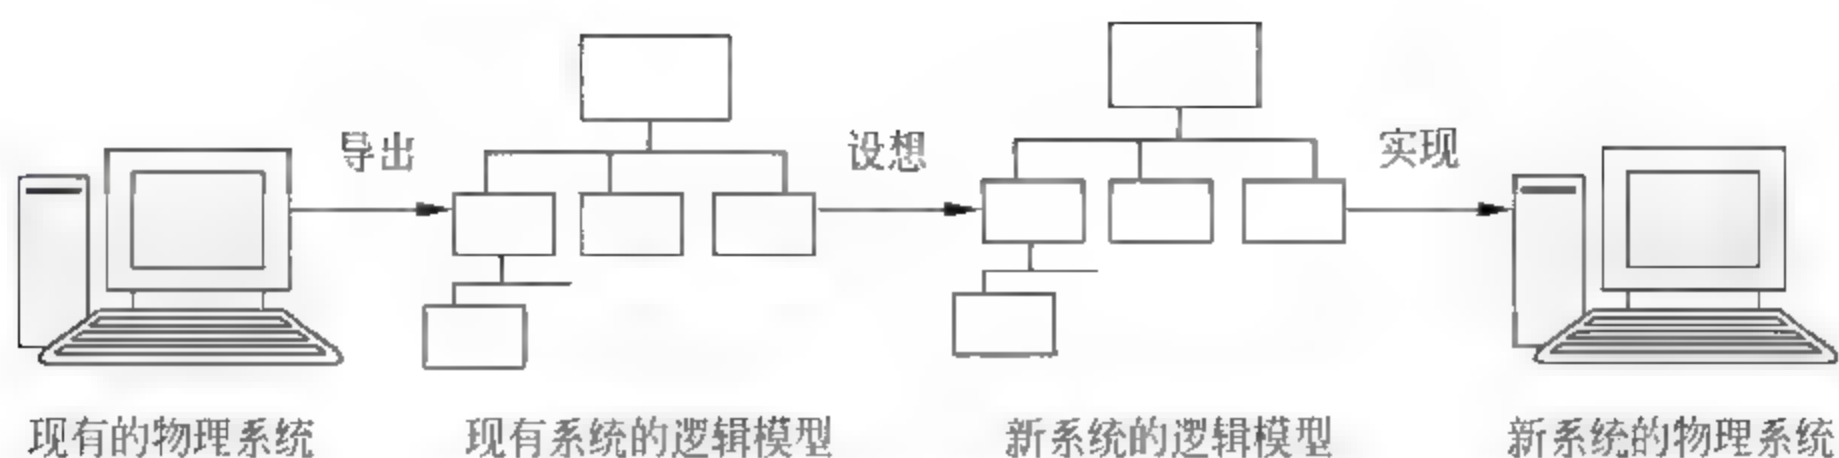 导出
设想
实现
现有的物理系统
现有系统的逻辑模型
新系统的逻辑模型
新系统的物理系统